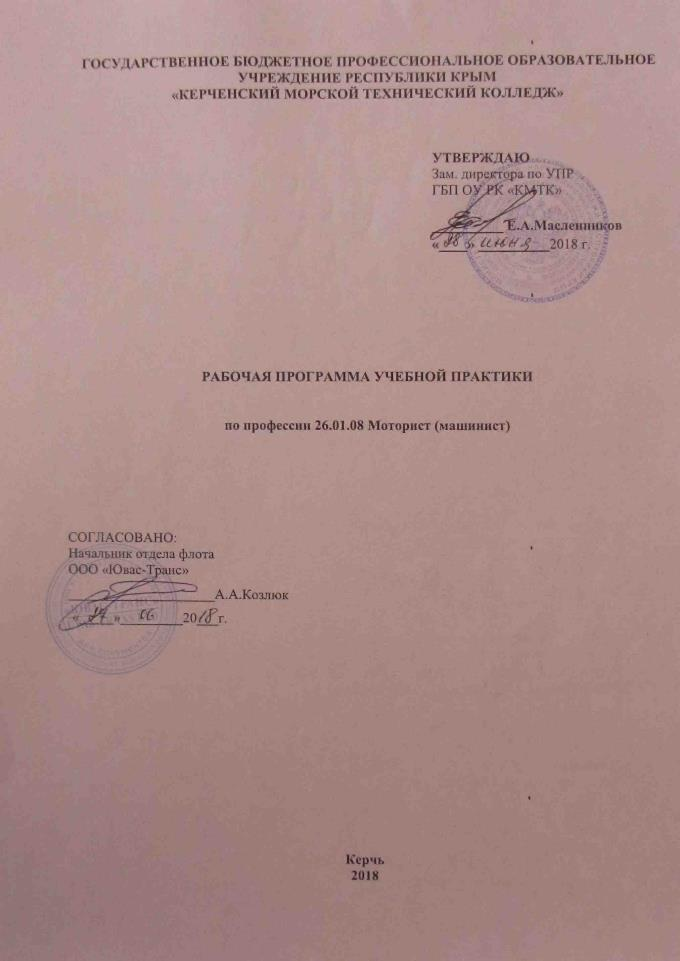 ГОСУДАРСТВЕННОЕ БЮДЖЕТНОЕ ПРОФЕССИОНАЛЬНОЕ ОБРАЗОВАТЕЛЬНОЕ
УЧРЕЖДЕНИЕ РЕСПУБЛИКИ КРЫМ
«КЕРЧЕНСКИЙ МОРСКОЙ ТЕХНИЧЕСКИЙ КОЛЛЕДЖ»
УТВЕРЖДАЮ
Зам. директора по УПР
ГБП ОУ РК «КМТК»
Е.А.Масленников
«28» июня 2018 г.
РАБОЧАЯ ПРОГРАММА УЧЕБНОЙ ПРАКТИКИ
по профессии 26.01.08 Моторист (машинист)
СОГЛАСОВАНО:
Начальник отдела флота
ООО «Ювас-Транс»
А.А.Козлюк
«27» 06 2018 г.
Керчь
2018